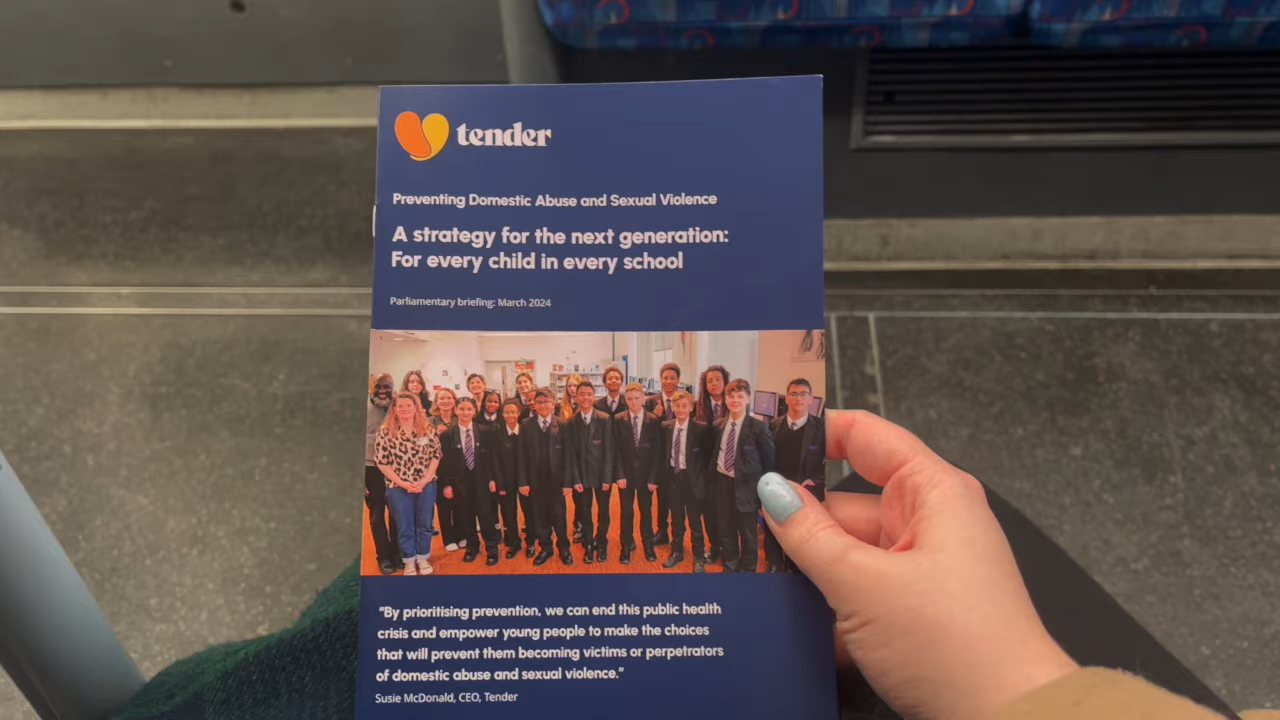 tender
Preventing Domestic Abuse and Sexual Violence
A strategy for the next generation:
For every child in every school
Parliamentary briefing: March 2024
"By prioritising prevention, we can end this public health
crisis and empower young people to make the choices
that will prevent them becoming victims or perpetrators
of domestic abuse and sexual violence."
Susie McDonald, CEO, Tender